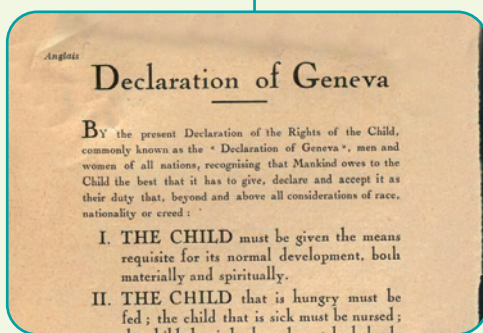 Anglais
Declaration of Geneva
BY the present Declaration of the Rights of the Child,
commonly known as the " Declaration of Geneva ", men and
women of all nations, recognising that Mankind owes to the
Child the best that it has to give, declare and accept it as
their duty that, beyond and above all considerations of race,
nationality or creed :
I. THE CHILD must be given the means
requisite for its normal development, both
materially and spiritually.
II. THE CHILD that is hungry must be
fed ; the child that is sick must be nursed ;